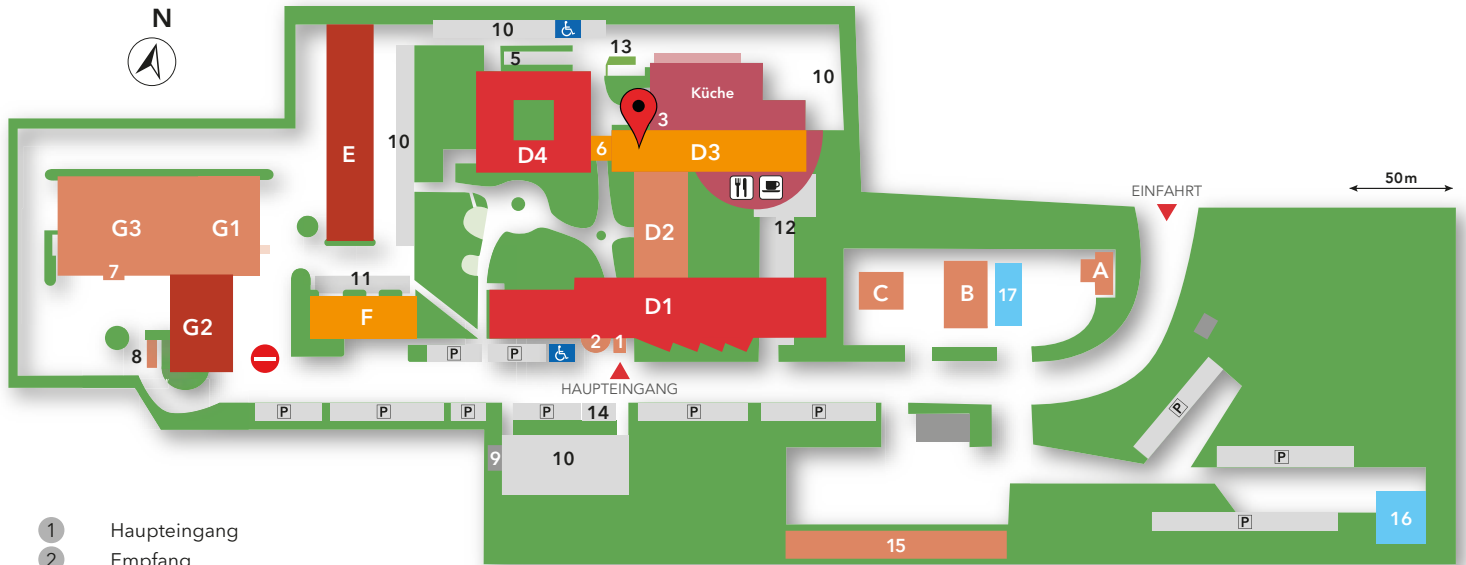 N
10
5
13
10
Küche
3
E
10
D4
6
D3
50 m
EINFAHRT
G3
G1
D2
12
7
11
A
C
B
17
D1
F
G2
8
2
1
P
P
HAUPTEINGANG
P
P
P
P
14
P
P
P
9
10
P
P
16
15
1 Haupteingang
2 Empfang